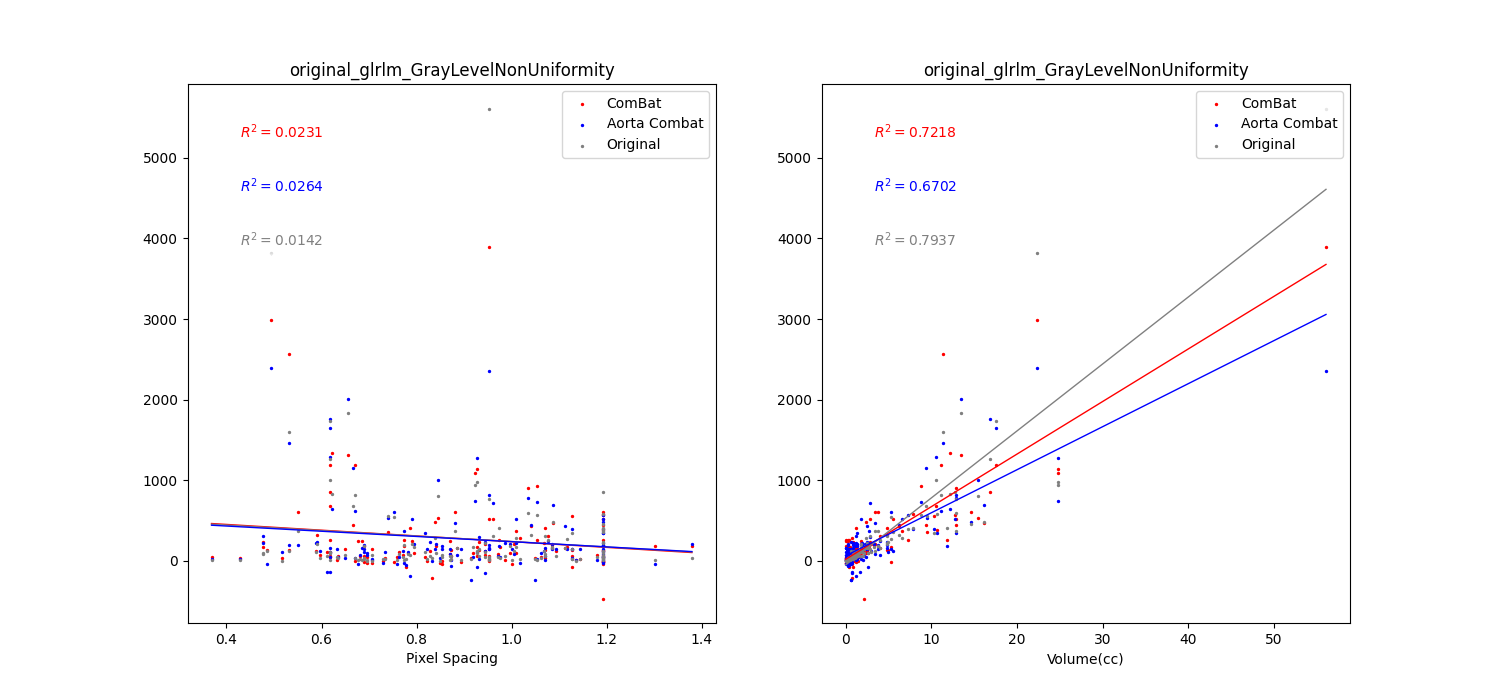 original_glrlm_GrayLevelNonUniformity
ComBat
Aorta Combat
Original
R² = 0.0231
R² = 0.0264
R² = 0.0142
5000
4000
3000
2000
1000
0
0.4 0.6 0.8 1.0 1.2 1.4
Pixel Spacing
original_glrlm_GrayLevelNonUniformity
ComBat
Aorta Combat
Original
R² = 0.7218
R² = 0.6702
R² = 0.7937
5000
4000
3000
2000
1000
0
0 10 20 30 40 50
Volume(cc)